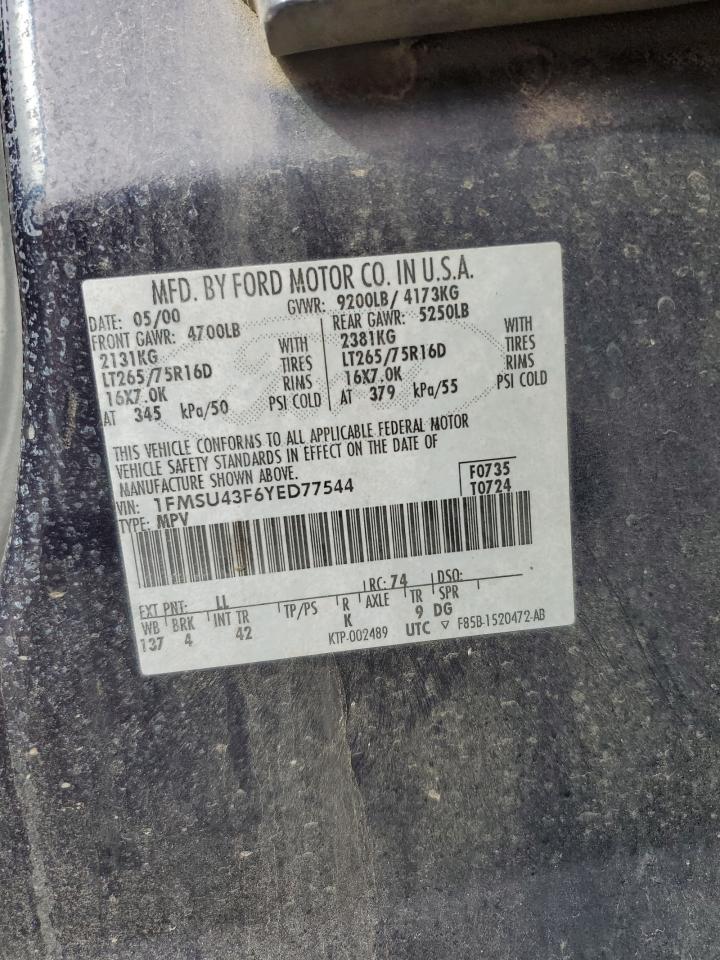 MFD. BY FORD MOTOR CO. IN U.S.A.
DATE: 05/00 GVWR: 9200LB/ 4173KG
FRONT GAWR: 4700LB REAR GAWR: 5250LB
2131KG WITH 2381KG WITH
LT265/75R16D TIRES LT265/75R16D TIRES
16X7.0K RIMS 16X7.0K RIMS
AT 345 kPa/50 PSI COLD AT 379 kPa/55 PSI COLD
THIS VEHICLE CONFORMS TO ALL APPLICABLE FEDERAL MOTOR
VEHICLE SAFETY STANDARDS IN EFFECT ON THE DATE OF
MANUFACTURE SHOWN ABOVE.
VIN: 1FMSU43F6YED77544 F0735
TYPE: MPV T0724
EXT PNT: LL RC: 74 DSO:
WB BRK INT TR TP/PS R AXLE TR SPR
137 4 42 K 9 DG
KTP-002489 UTC ▽ F85B-1520472-AB